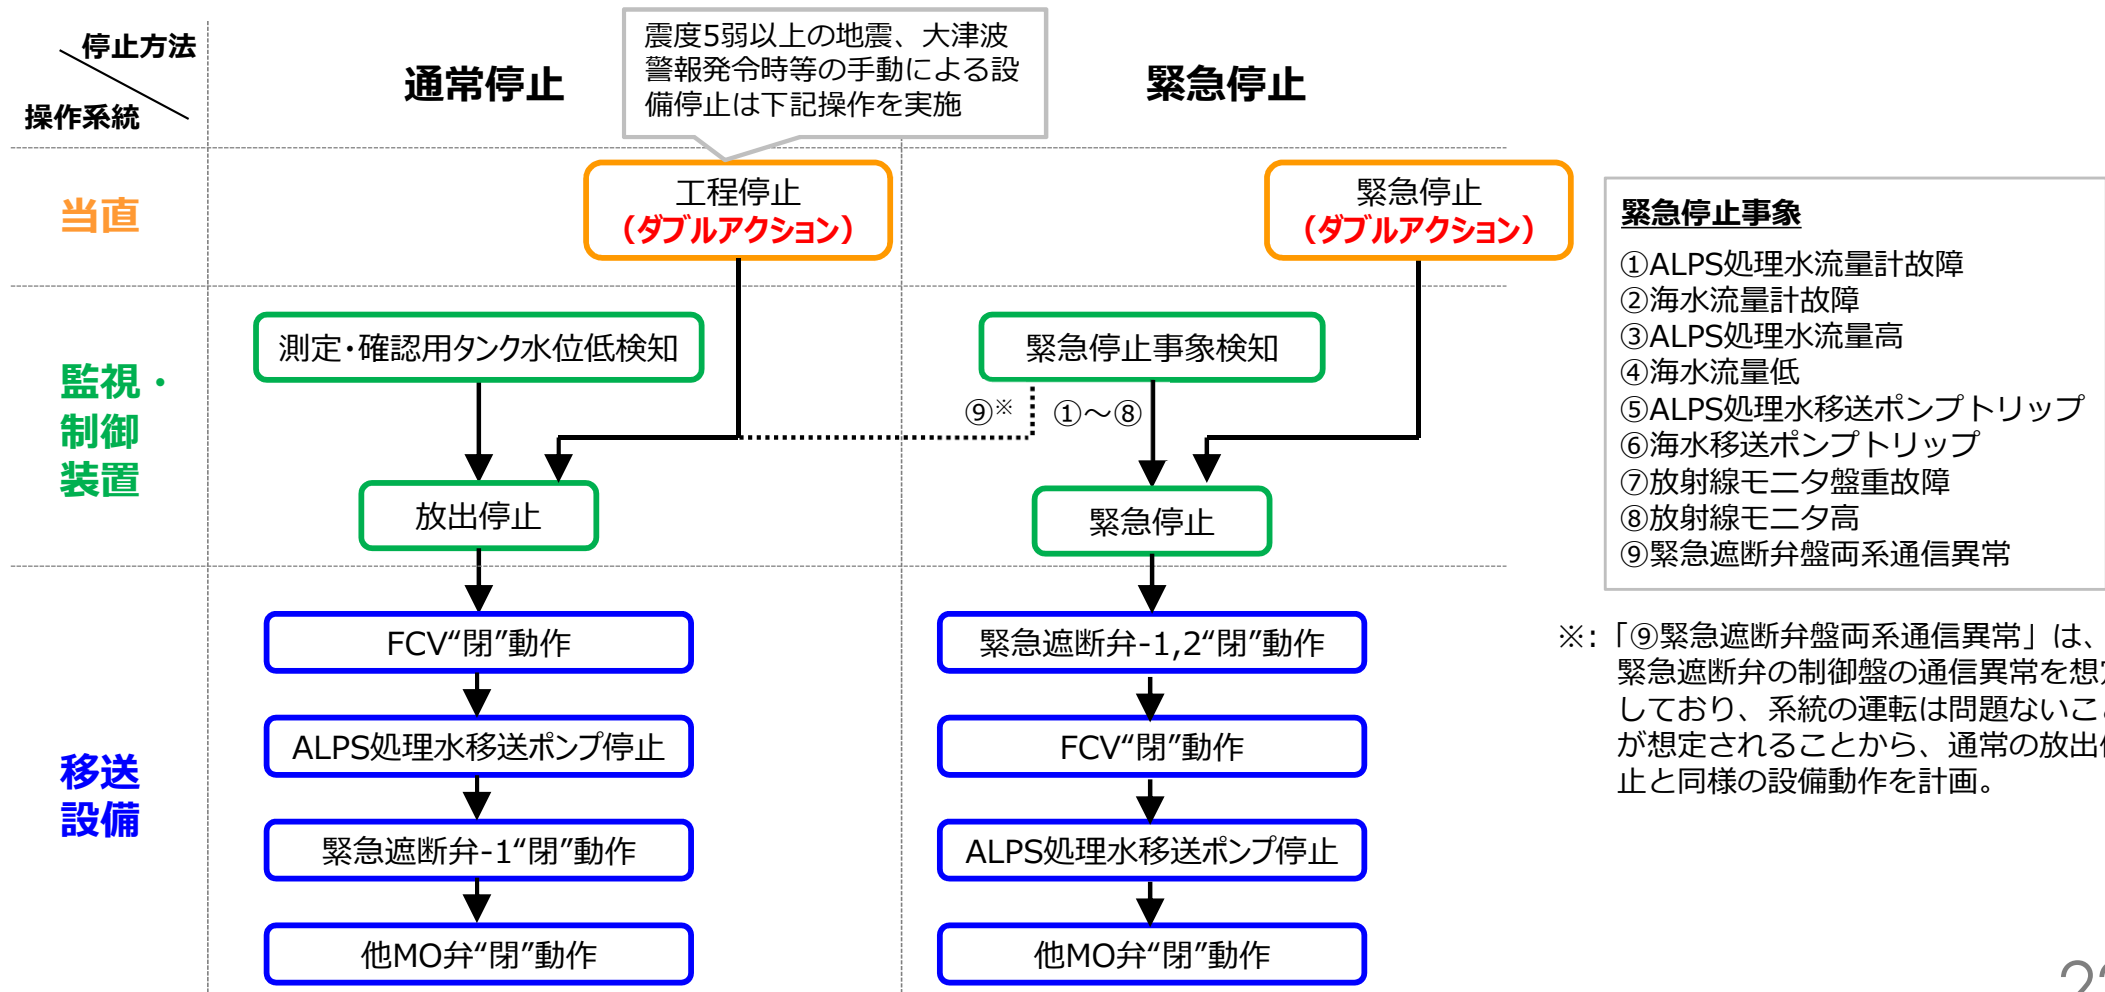 停止方法
操作系統
通常停止
震度5弱以上の地震、大津波
警報発令時等の手動による設
備停止は下記操作を実施
緊急停止
当直
工程停止
（ダブルアクション）
緊急停止
（ダブルアクション）
監視・
制御
装置
測定・確認用タンク水位低検知
緊急停止事象検知
⑨※
①～⑧
放出停止
緊急停止
移送
設備
FCV“閉”動作
ALPS処理水移送ポンプ停止
緊急遮断弁-1“閉”動作
他MO弁“閉”動作
緊急遮断弁-1,2“閉”動作
FCV“閉”動作
ALPS処理水移送ポンプ停止
他MO弁“閉”動作
緊急停止事象
①ALPS処理水流量計故障
②海水流量計故障
③ALPS処理水流量高
④海水流量低
⑤ALPS処理水移送ポンプトリップ
⑥海水移送ポンプトリップ
⑦放射線モニタ盤重故障
⑧放射線モニタ高
⑨緊急遮断弁盤両系通信異常
※：「⑨緊急遮断弁盤両系通信異常」は、
緊急遮断弁の制御盤の通信異常を想
しており、系統の運転は問題ないこ
が想定されることから、通常の放出
止と同様の設備動作を計画。